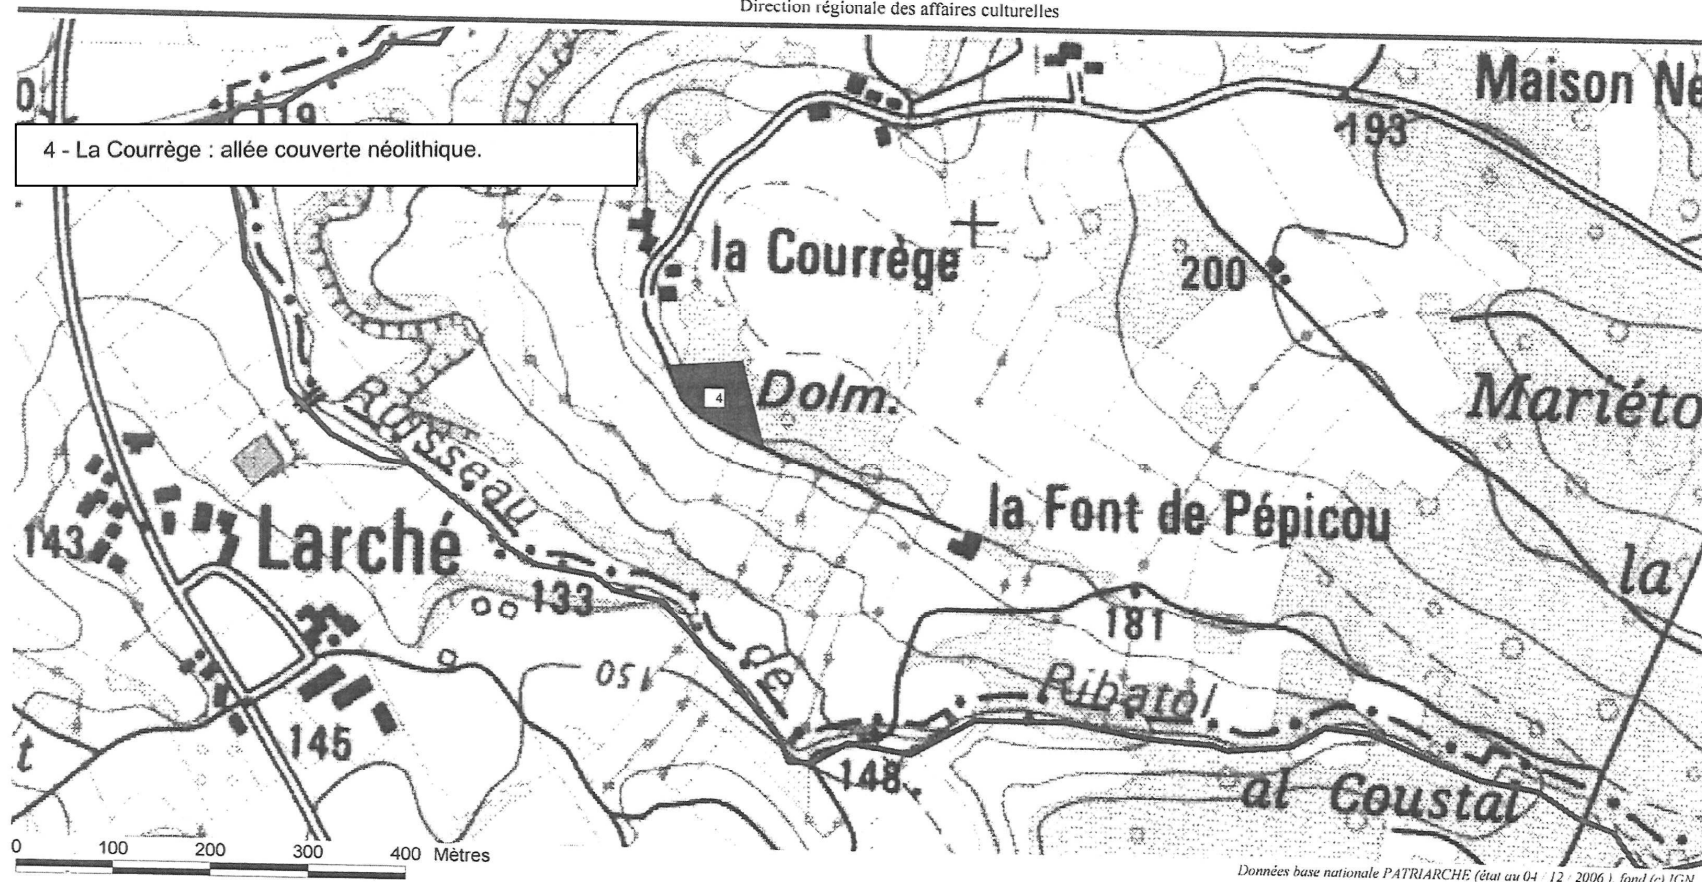 Direction régionale des affaires culturelles
Maison Ne
193
4 - La Courrège : allée couverte néolithique.
la Courrège
200
4
Dolm.
Mariéto
Ruisseau
la Font de Pépicou
143
Larché
la
133
181
de
150
Ribatol
145
t
148
al Coustal
0 100 200 300 400 Mètres
Données base nationale PATRIARCHE (état au 04 / 12 / 2006 ), fond (c) IGN